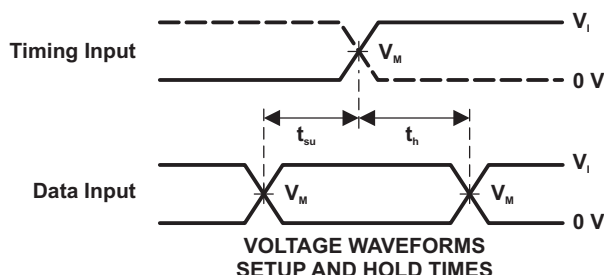 Timing Input
V_I
V_M
0 V
t_su
t_h
Data Input
V_I
V_M
V_M
0 V
VOLTAGE WAVEFORMS
SETUP AND HOLD TIMES